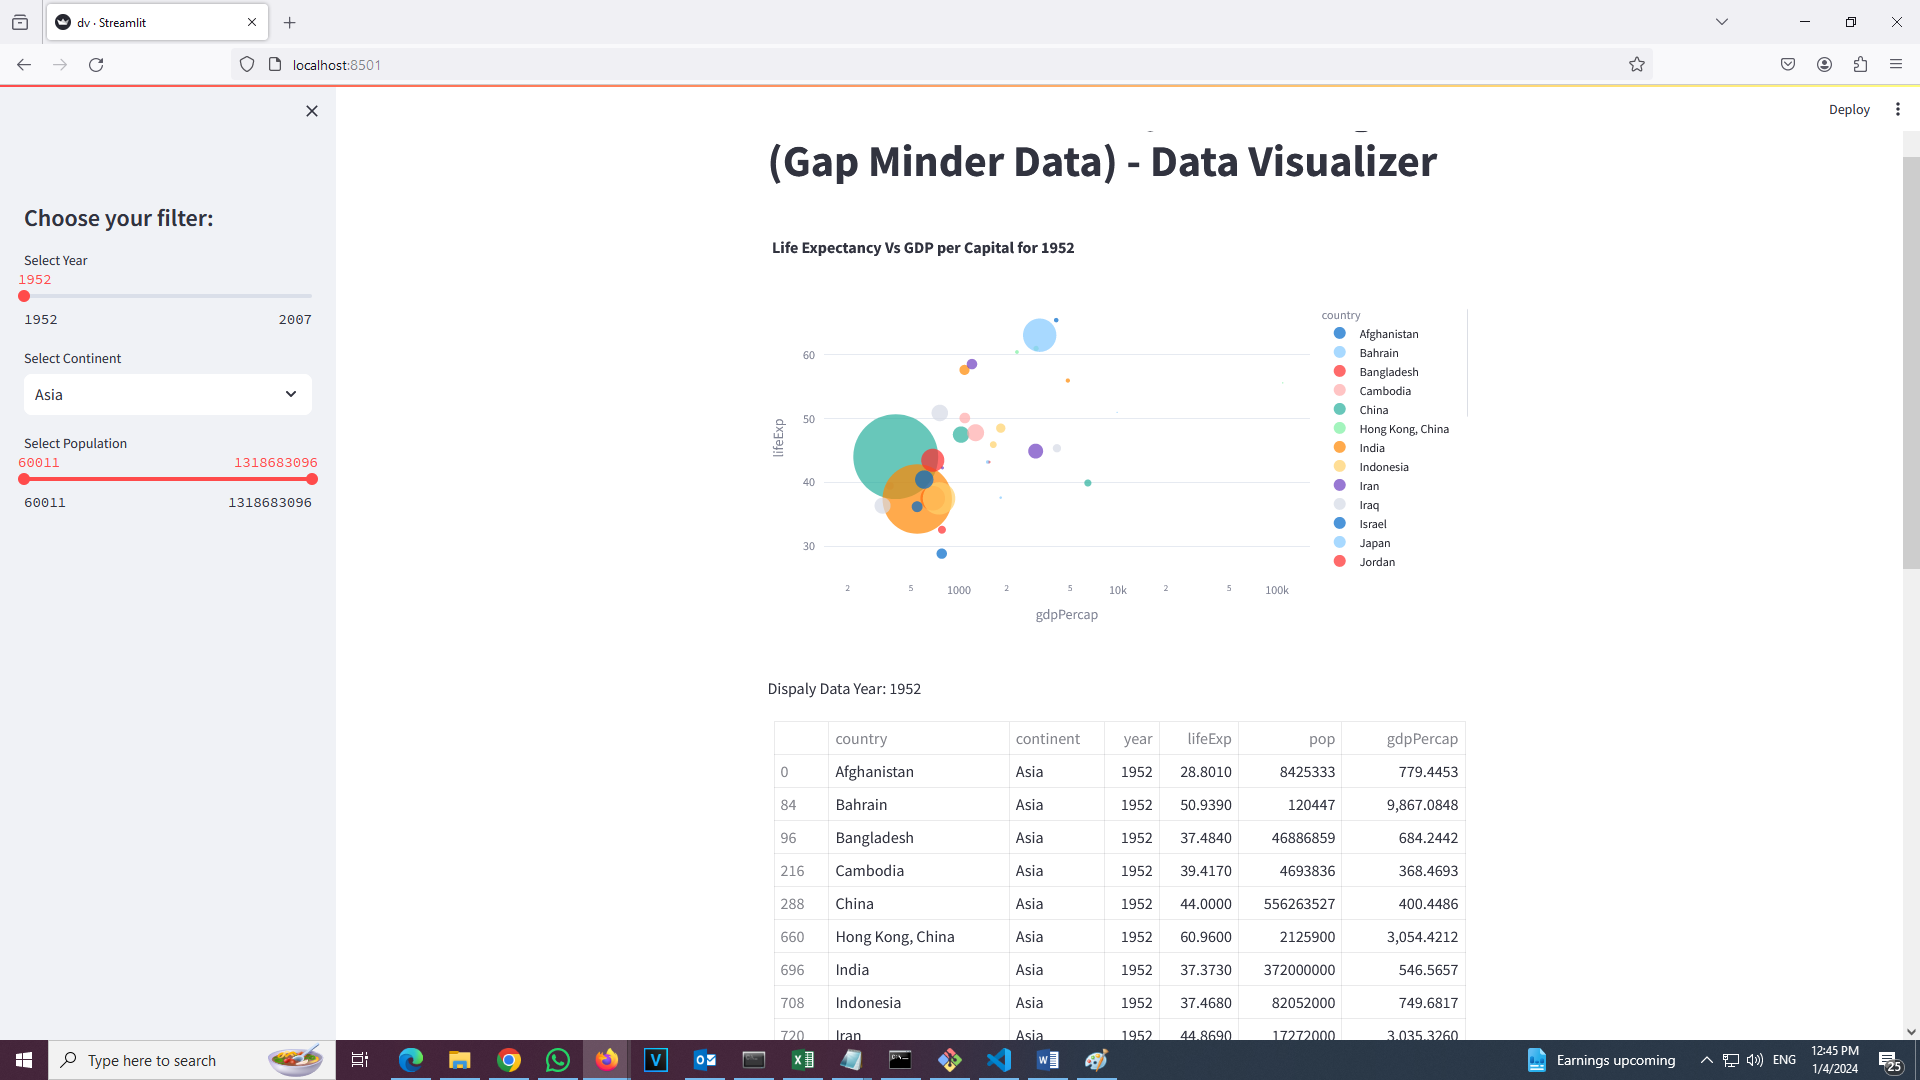 dv · Streamlit
localhost:8501
Deploy
Choose your filter:
Select Year
1952
1952 2007
Select Continent
Asia
Select Population
60011 1318683096
60011 1318683096
(Gap Minder Data) - Data Visualizer
Life Expectancy Vs GDP per Capital for 1952
lifeExp
60
50
40
30
2 5 1000 2 5 10k 2 5 100k
gdpPercap
country
Afghanistan
Bahrain
Bangladesh
Cambodia
China
Hong Kong, China
India
Indonesia
Iran
Iraq
Israel
Japan
Jordan
Dispaly Data Year: 1952
country continent year lifeExp pop gdpPercap
0 Afghanistan Asia 1952 28.8010 8425333 779.4453
84 Bahrain Asia 1952 50.9390 120447 9,867.0848
96 Bangladesh Asia 1952 37.4840 46886859 684.2442
216 Cambodia Asia 1952 39.4170 4693836 368.4693
288 China Asia 1952 44.0000 556263527 400.4486
660 Hong Kong, China Asia 1952 60.9600 2125900 3,054.4212
696 India Asia 1952 37.3730 372000000 546.5657
708 Indonesia Asia 1952 37.4680 82052000 749.6817
720 Iran Asia 1952 44.8690 17272000 3,035.3260
Type here to search
Earnings upcoming
ENG
12:45 PM
1/4/2024
25